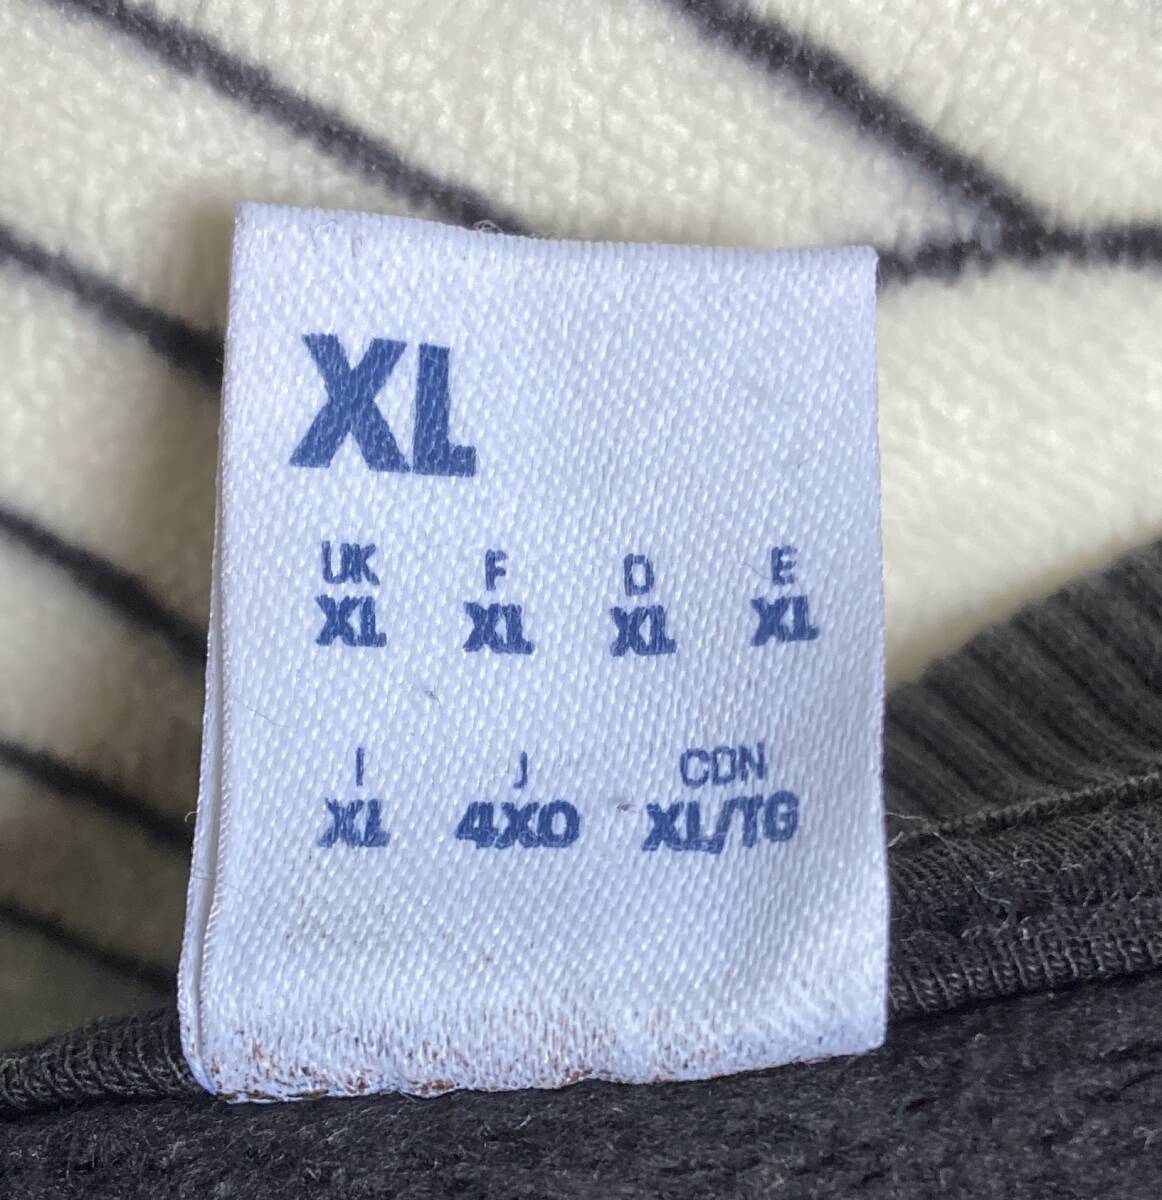 XL
UK F D E
XL XL XL XL
I J CDN
XL 4XO XL/TG